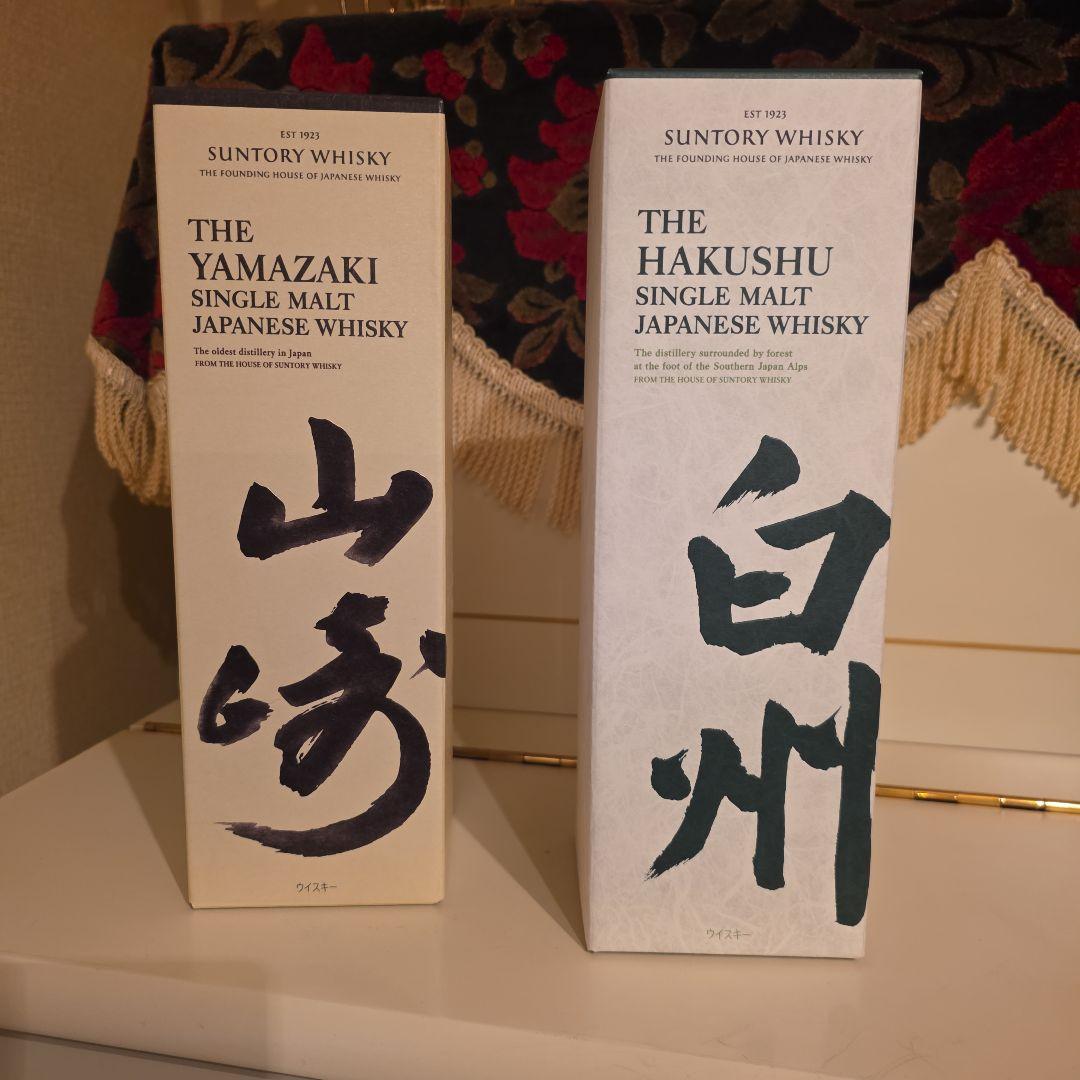 EST 1923
SUNTORY WHISKY
THE FOUNDING HOUSE OF JAPANESE WHISKY
THE
YAMAZAKI
SINGLE MALT
JAPANESE WHISKY
The oldest distillery in Japan
FROM THE HOUSE OF SUNTORY WHISKY
山
崎
ウイスキー
EST 1923
SUNTORY WHISKY
THE FOUNDING HOUSE OF JAPANESE WHISKY
THE
HAKUSHU
SINGLE MALT
JAPANESE WHISKY
The distillery surrounded by forest
at the foot of the Southern Japan Alps
FROM THE HOUSE OF SUNTORY WHISKY
白
州
ウイスキー